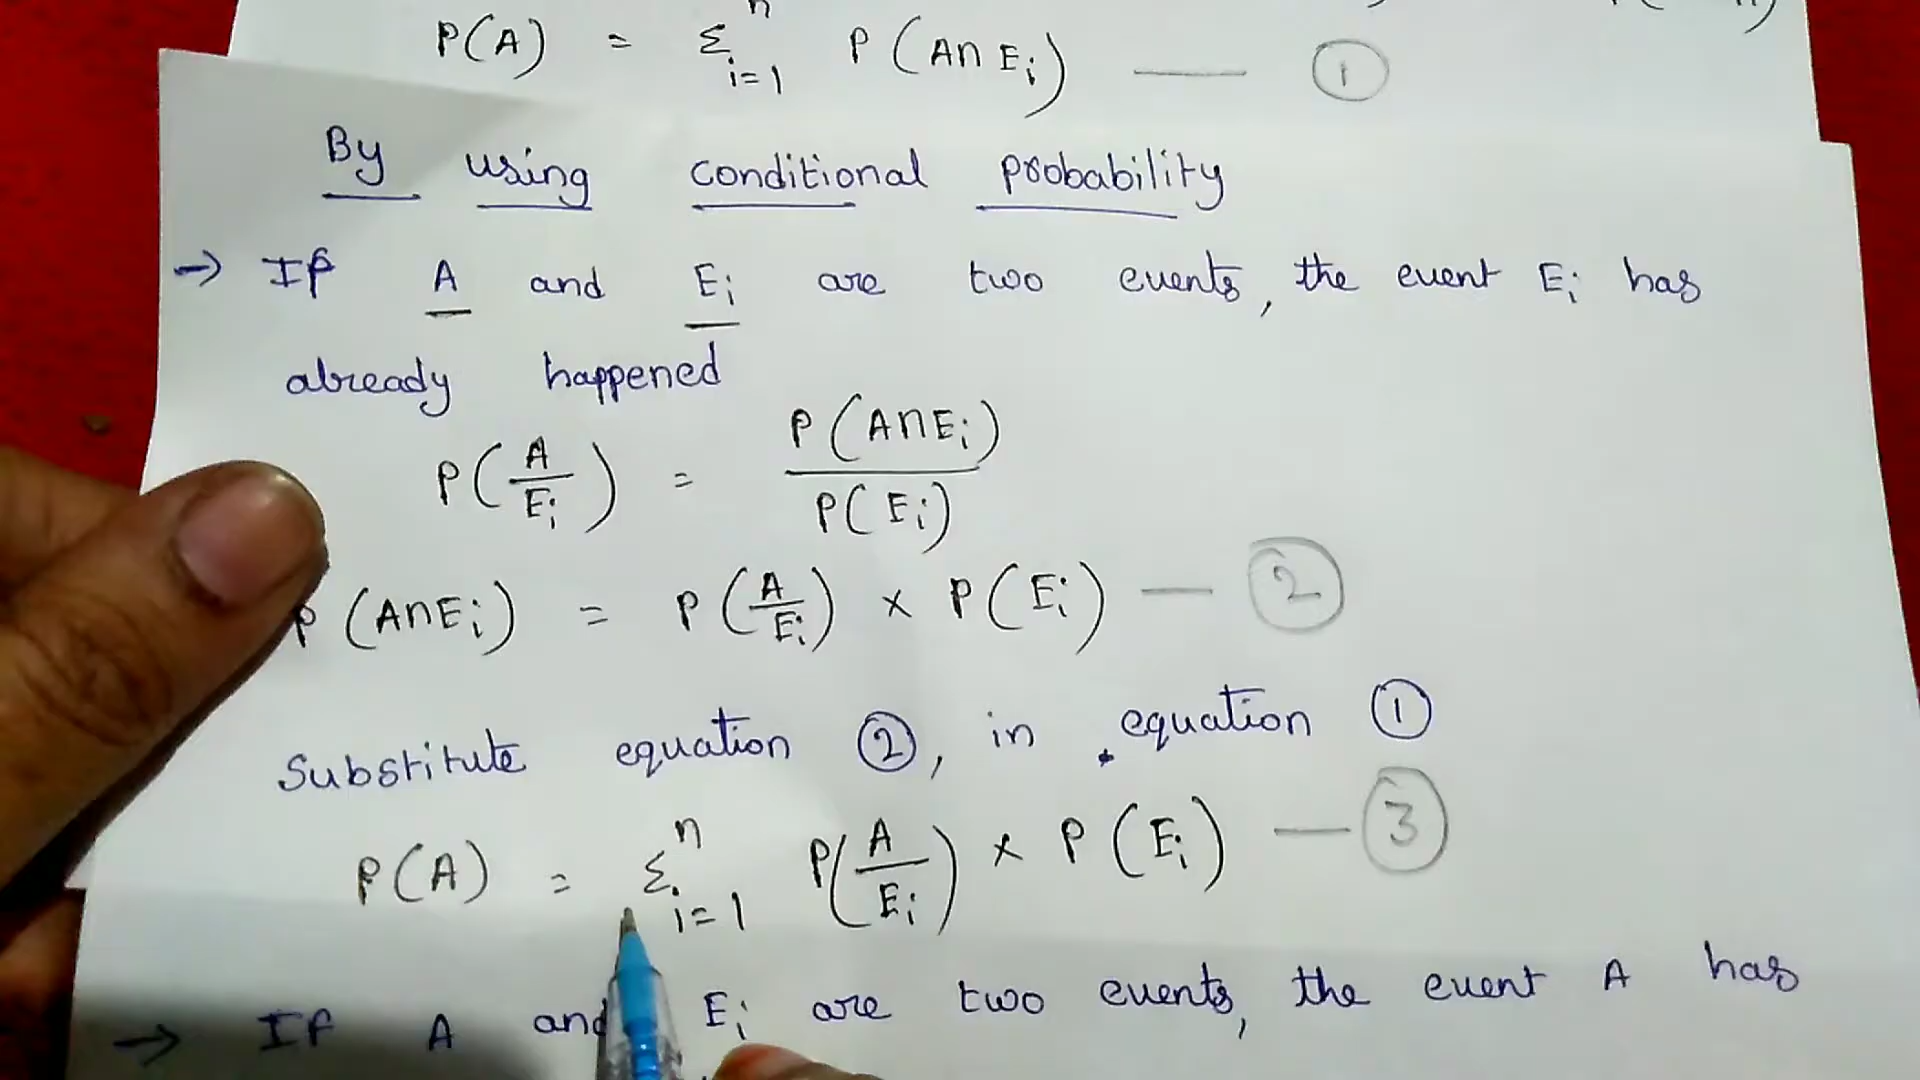 P(A) = Σ_{i=1}^{n} P(A∩E_i) — ①
By using conditional probability
→ If A and E_i are two events, the event E_i has
already happened
P(A/E_i) = P(A∩E_i)/P(E_i)
P(A∩E_i) = P(A/E_i) × P(E_i) — ②
Substitute equation ②, in equation ①
P(A) = Σ_{i=1}^{n} P(A/E_i) × P(E_i) — ③
→ If A and E_i are two events, the event A has